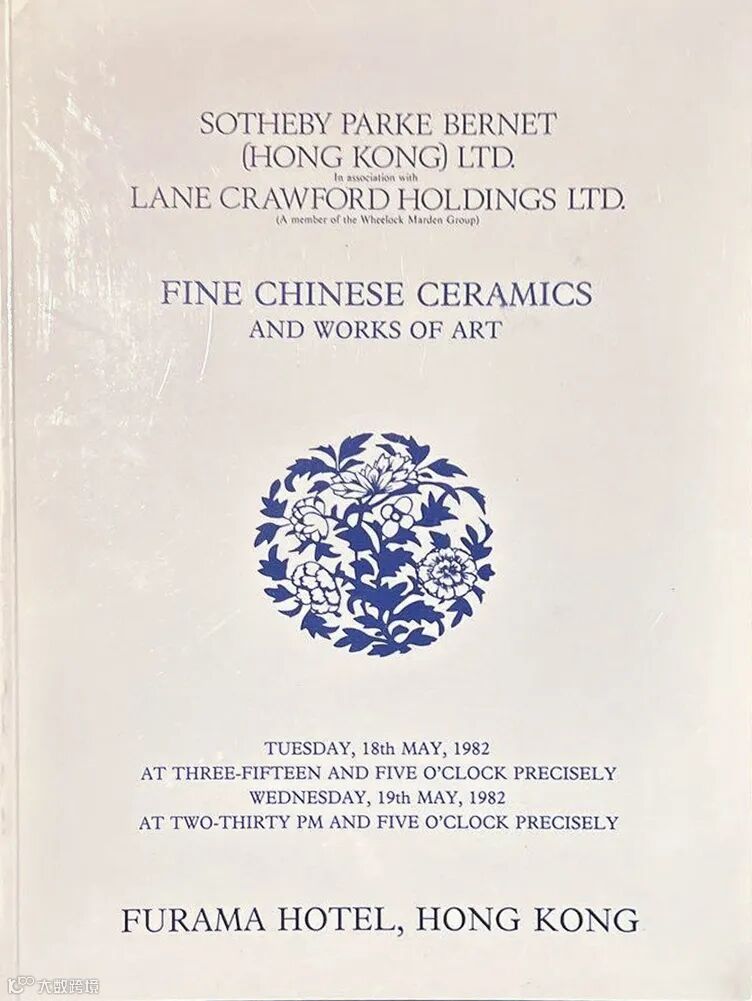 SOTHEBY PARKE BERNET
(HONG KONG) LTD.
In association with
LANE CRAWFORD HOLDINGS LTD.
(A member of the Wheelock Marden Group)
FINE CHINESE CERAMICS
AND WORKS OF ART
TUESDAY, 18th MAY, 1982
AT THREE-FIFTEEN AND FIVE O'CLOCK PRECISELY
WEDNESDAY, 19th MAY, 1982
AT TWO-THIRTY PM AND FIVE O'CLOCK PRECISELY
FURAMA HOTEL, HONG KONG
大数跨境